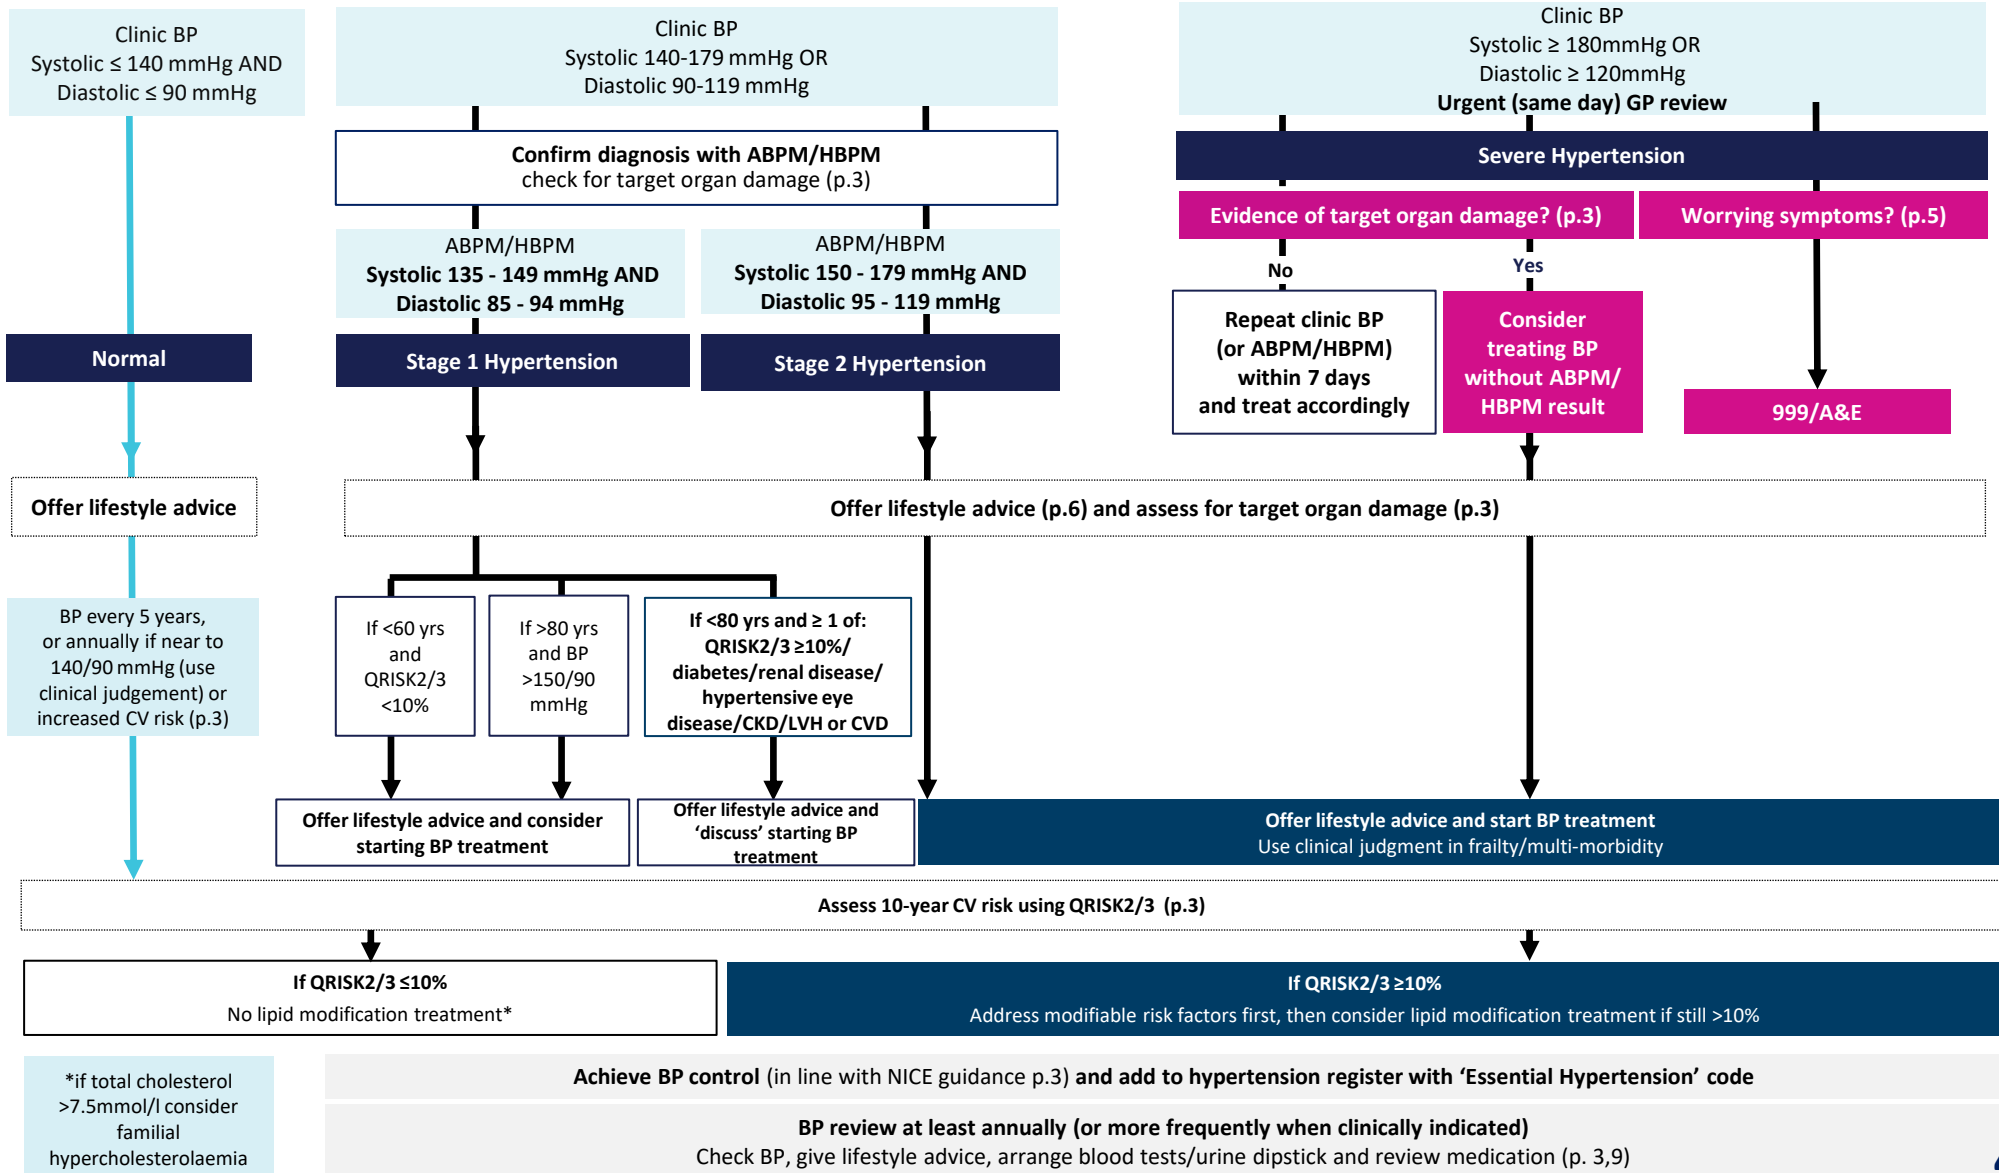 Clinic BP
Systolic ≤ 140 mmHg AND
Diastolic ≤ 90 mmHg
Clinic BP
Systolic 140-179 mmHg OR
Diastolic 90-119 mmHg
Clinic BP
Systolic ≥ 180mmHg OR
Diastolic ≥ 120mmHg
Urgent (same day) GP review
Confirm diagnosis with ABPM/HBPM
check for target organ damage (p.3)
Severe Hypertension
Evidence of target organ damage? (p.3)
Worrying symptoms? (p.5)
ABPM/HBPM
Systolic 135 - 149 mmHg AND
Diastolic 85 - 94 mmHg
ABPM/HBPM
Systolic 150 - 179 mmHg AND
Diastolic 95 - 119 mmHg
No
Yes
Normal
Stage 1 Hypertension
Stage 2 Hypertension
Repeat clinic BP
(or ABPM/HBPM)
within 7 days
and treat accordingly
Consider
treating BP
without ABPM/
HBPM result
999/A&E
Offer lifestyle advice
Offer lifestyle advice (p.6) and assess for target organ damage (p.3)
BP every 5 years,
or annually if near to
140/90 mmHg (use
clinical judgement) or
increased CV risk (p.3)
If <60 yrs
and
QRISK2/3
<10%
If >80 yrs
and BP
>150/90
mmHg
If <80 yrs and ≥ 1 of:
QRISK2/3 ≥10%/
diabetes/renal disease/
hypertensive eye
disease/CKD/LVH or CVD
Offer lifestyle advice and consider
starting BP treatment
Offer lifestyle advice and
‘discuss’ starting BP
treatment
Offer lifestyle advice and start BP treatment
Use clinical judgment in frailty/multi-morbidity
Assess 10-year CV risk using QRISK2/3 (p.3)
If QRISK2/3 ≤10%
No lipid modification treatment*
If QRISK2/3 ≥10%
Address modifiable risk factors first, then consider lipid modification treatment if still >10%
*if total cholesterol
>7.5mmol/l consider
familial
hypercholesterolaemia
Achieve BP control (in line with NICE guidance p.3) and add to hypertension register with ‘Essential Hypertension’ code
BP review at least annually (or more frequently when clinically indicated)
Check BP, give lifestyle advice, arrange blood tests/urine dipstick and review medication (p. 3,9)